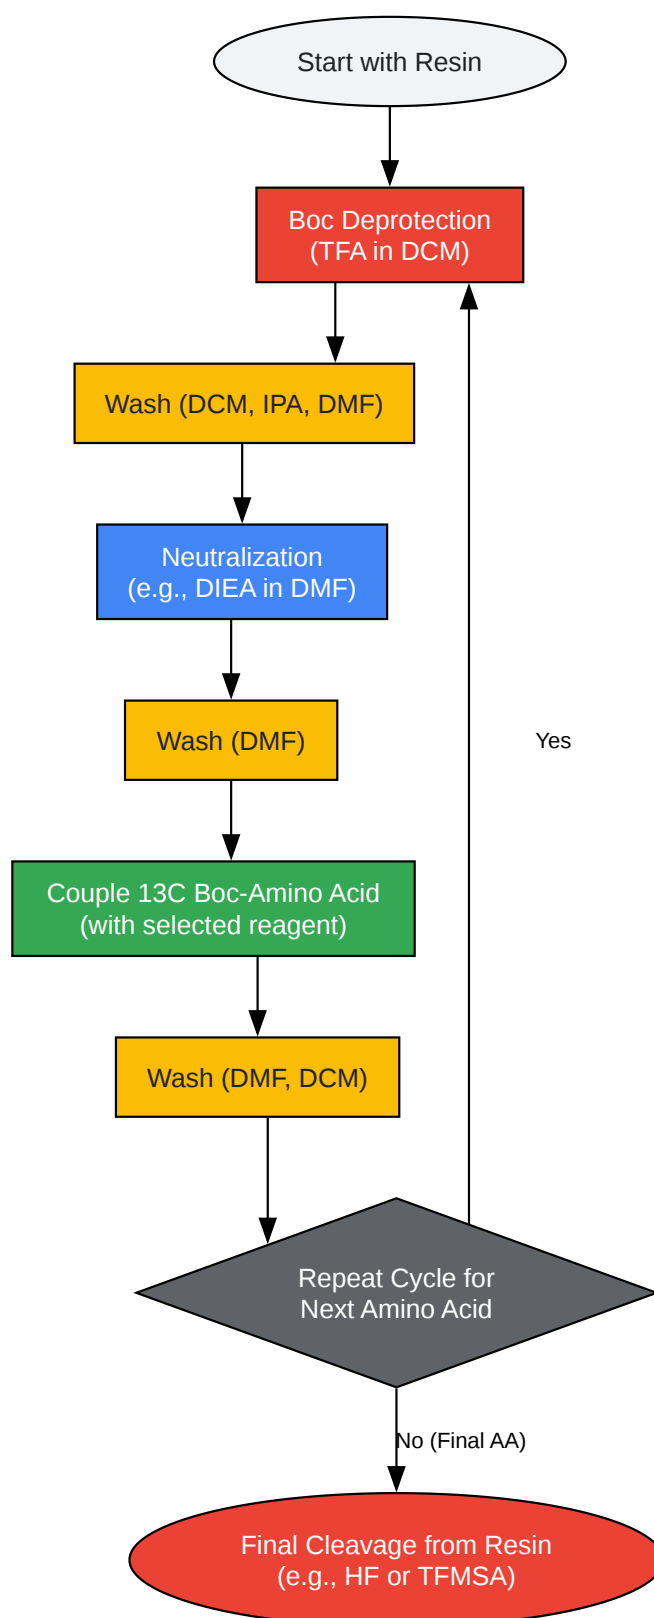 Start with Resin
Boc Deprotection
(TFA in DCM)
Wash (DCM, IPA, DMF)
Neutralization
(e.g., DIEA in DMF)
Wash (DMF)
Yes
Couple 13C Boc-Amino Acid
(with selected reagent)
Wash (DMF, DCM)
Repeat Cycle for
Next Amino Acid
No (Final AA)
Final Cleavage from Resin
(e.g., HF or TFMSA)